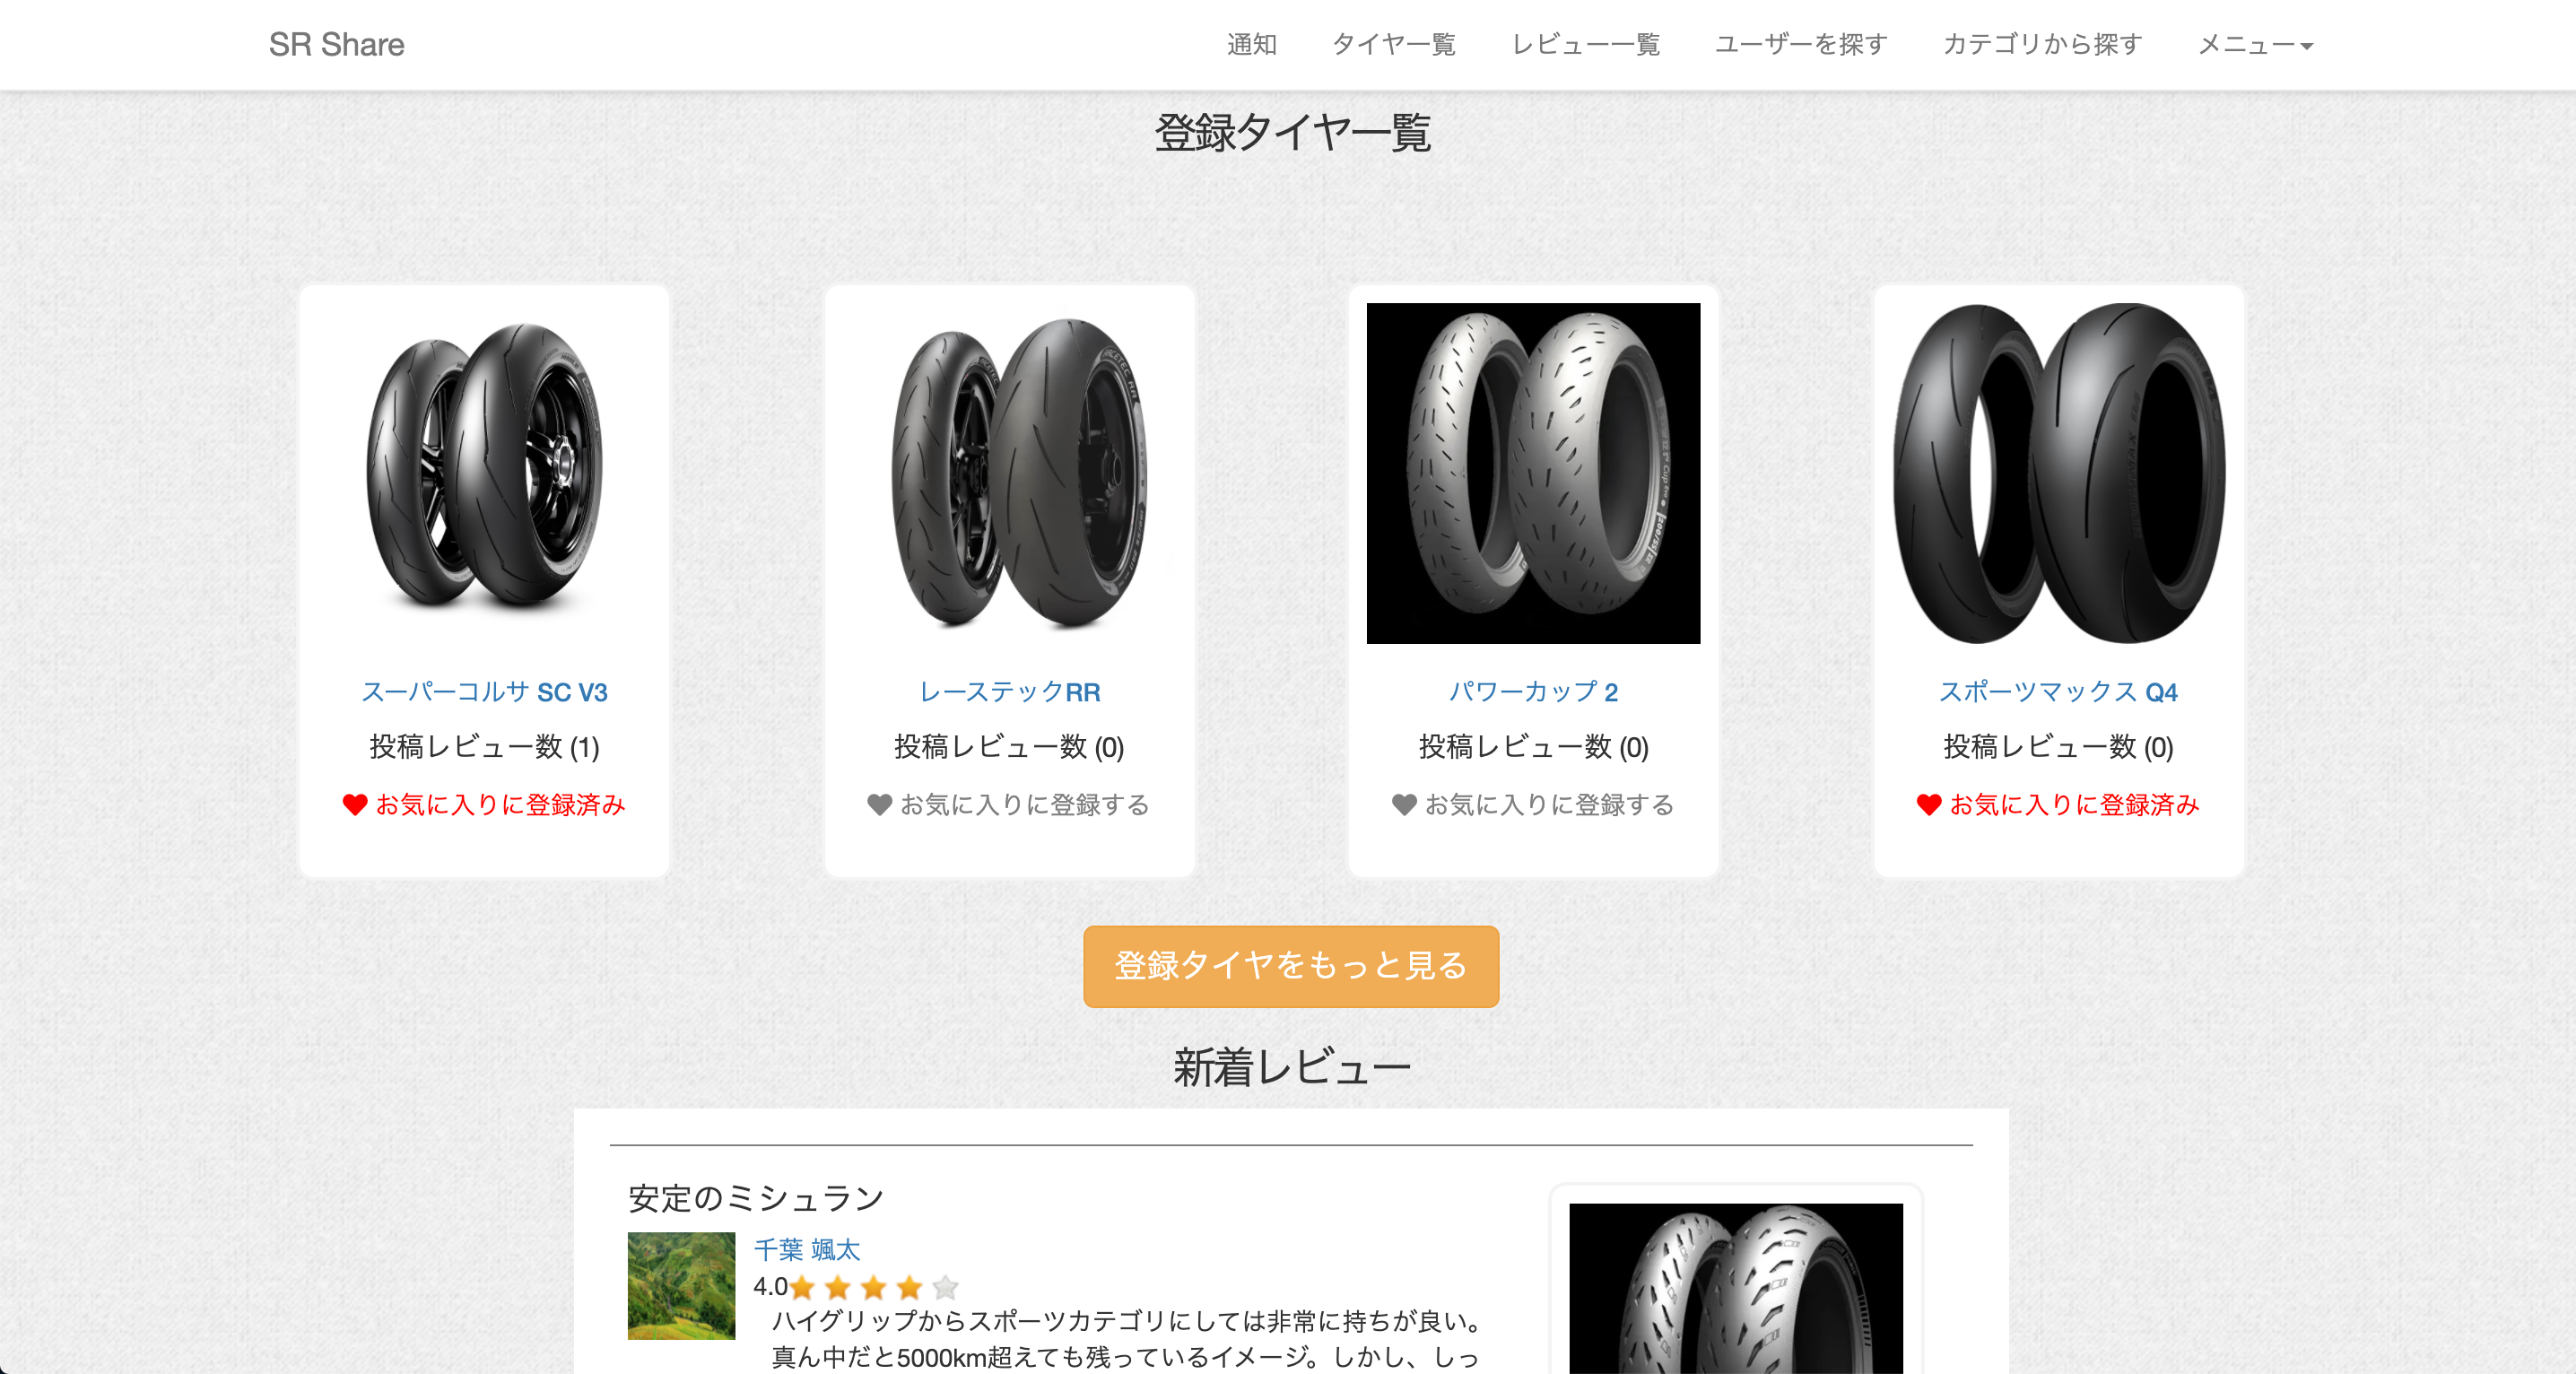 SR Share
通知 タイヤ一覧 レビュー一覧 ユーザーを探す カテゴリから探す メニュー
登録タイヤ一覧
スーパーコルサ SC V3
投稿レビュー数 (1)
お気に入りに登録済み
レーステックRR
投稿レビュー数 (0)
お気に入りに登録する
パワーカップ 2
投稿レビュー数 (0)
お気に入りに登録する
スポーツマックス Q4
投稿レビュー数 (0)
お気に入りに登録済み
登録タイヤをもっと見る
新着レビュー
安定のミシュラン
千葉 颯太
4.0
ハイグリップからスポーツカテゴリにしては非常に持ちが良い。
真ん中だと5000km超えても残っているイメージ。しかし、しっ